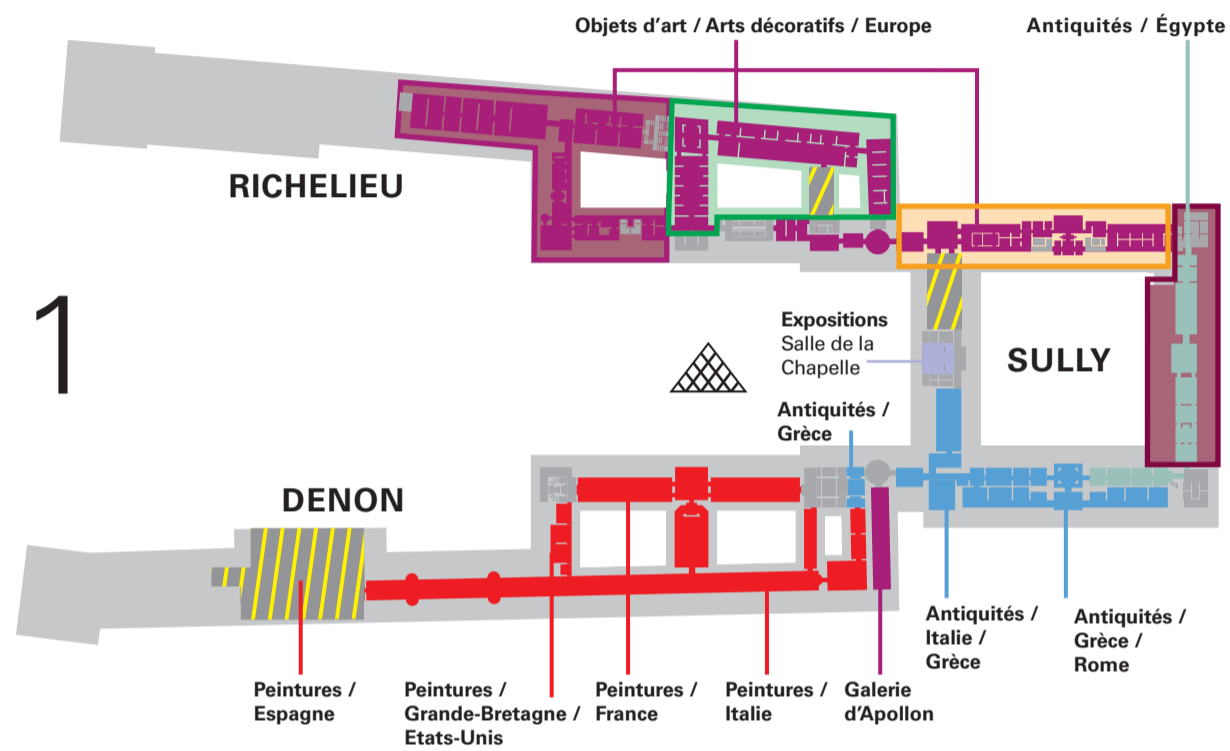 Objets d'art / Arts décoratifs / Europe
Antiquités / Égypte
RICHELIEU
1
Expositions
Salle de la
Chapelle
SULLY
Antiquités /
Grèce
DENON
Antiquités /
Italie /
Grèce
Antiquités /
Grèce /
Rome
Peintures /
Espagne
Peintures /
Grande-Bretagne /
Etats-Unis
Peintures /
France
Peintures /
Italie
Galerie
d'Apollon